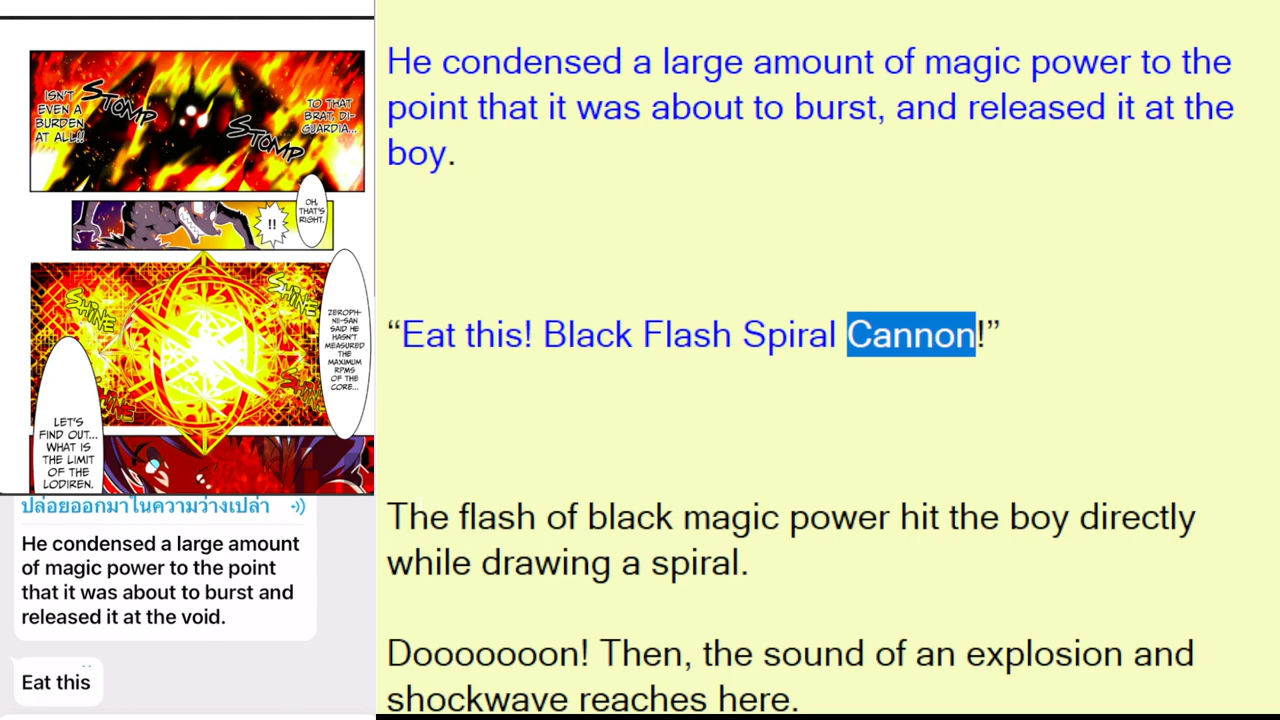 ISN'T
EVEN A
BURDEN
AT ALL!!
STOMP
STOMP
TO THAT
BRAT, DI-
GUARDIA...
OH,
THAT'S
RIGHT.
!!
SHINE
SHINE
SHINE
SHINE
ZEROPH-
NII-SAN
SAID HE
HASN'T
MEASURED
THE
MAXIMUM
RPMS
OF THE
CORE...
LET'S
FIND OUT...
WHAT IS
THE LIMIT
OF THE
LODIREN.
ปล่อยออกมาในความว่างเปล่า
He condensed a large amount
of magic power to the point
that it was about to burst and
released it at the void.
Eat this
He condensed a large amount of magic power to the
point that it was about to burst, and released it at the
boy.
“Eat this! Black Flash Spiral Cannon!”
The flash of black magic power hit the boy directly
while drawing a spiral.
Dooooooon! Then, the sound of an explosion and
shockwave reaches here.